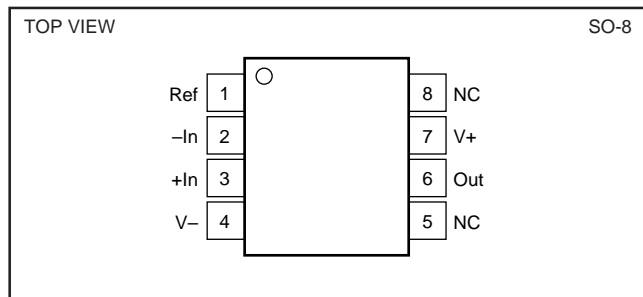 TOP VIEW SO-8
Ref 1 8 NC
–In 2 7 V+
+In 3 6 Out
V– 4 5 NC